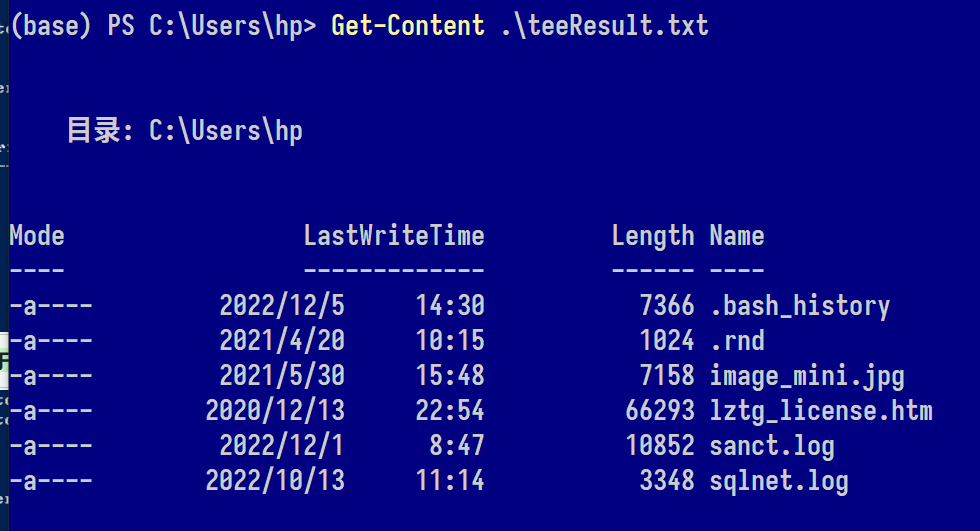 (base) PS C:\Users\hp> Get-Content .\teeResult.txt
目录: C:\Users\hp
Mode LastWriteTime Length Name
---- ------------- ------ ----
-a---- 2022/12/5 14:30 7366 .bash_history
-a---- 2021/4/20 10:15 1024 .rnd
-a---- 2021/5/30 15:48 7158 image_mini.jpg
-a---- 2020/12/13 22:54 66293 lztg_license.htm
-a---- 2022/12/1 8:47 10852 sanct.log
-a---- 2022/10/13 11:14 3348 sqlnet.log